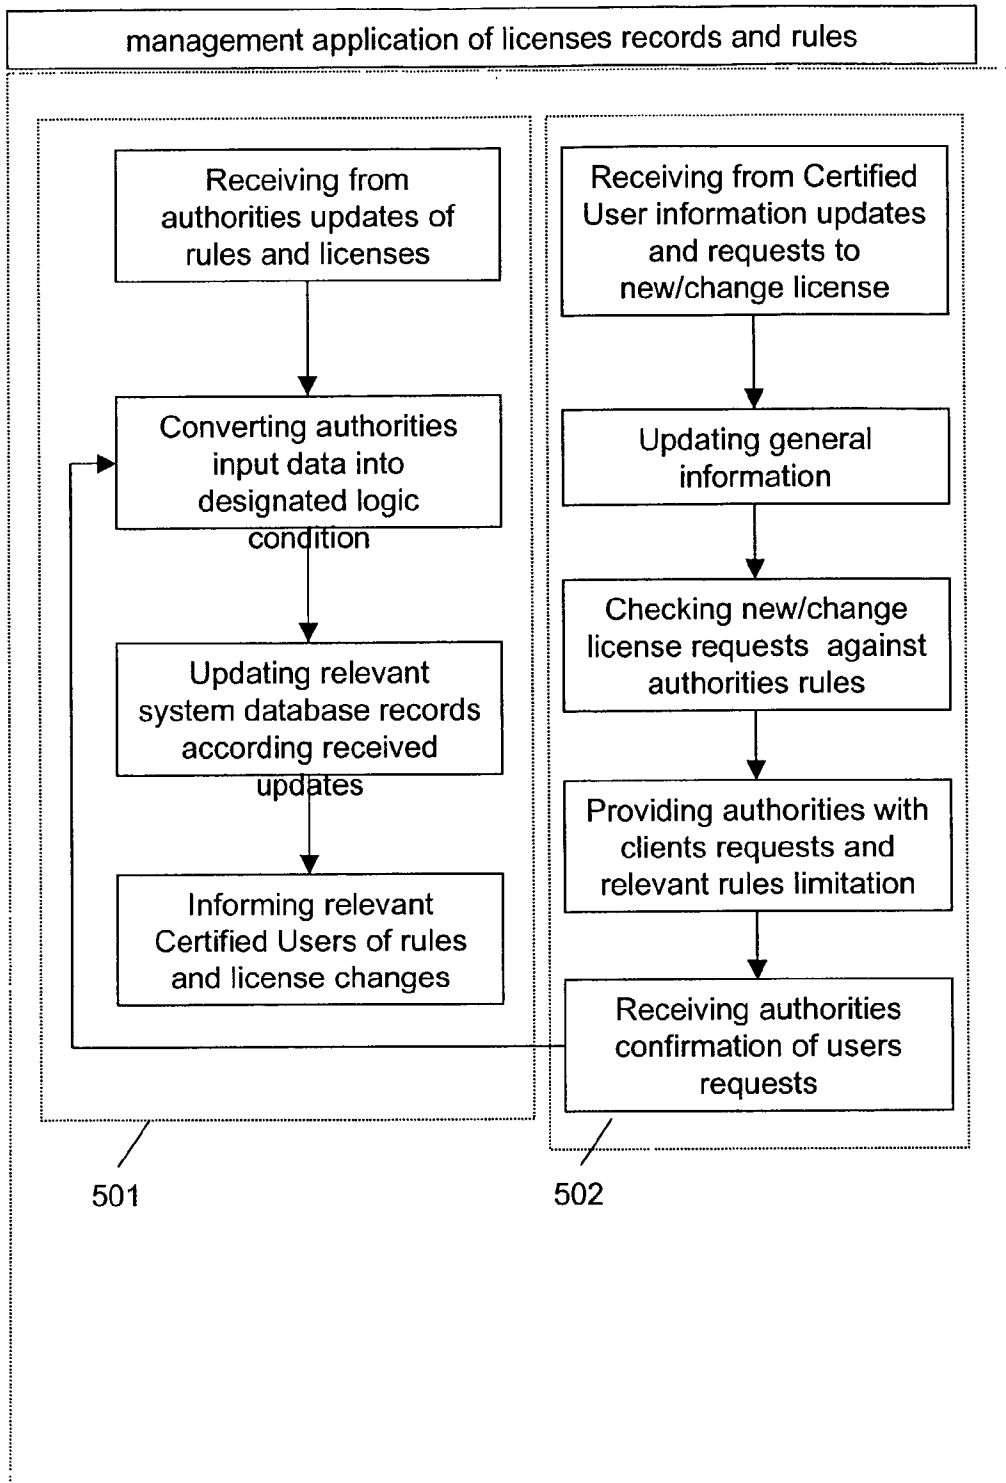 management application of licenses records and rules
Receiving from
authorities updates of
rules and licenses
Converting authorities
input data into
designated logic
condition
Updating relevant
system database records
according received
updates
Informing relevant
Certified Users of rules
and license changes
501
Receiving from Certified
User information updates
and requests to
new/change license
Updating general
information
Checking new/change
license requests against
authorities rules
Providing authorities with
clients requests and
relevant rules limitation
Receiving authorities
confirmation of users
requests
502